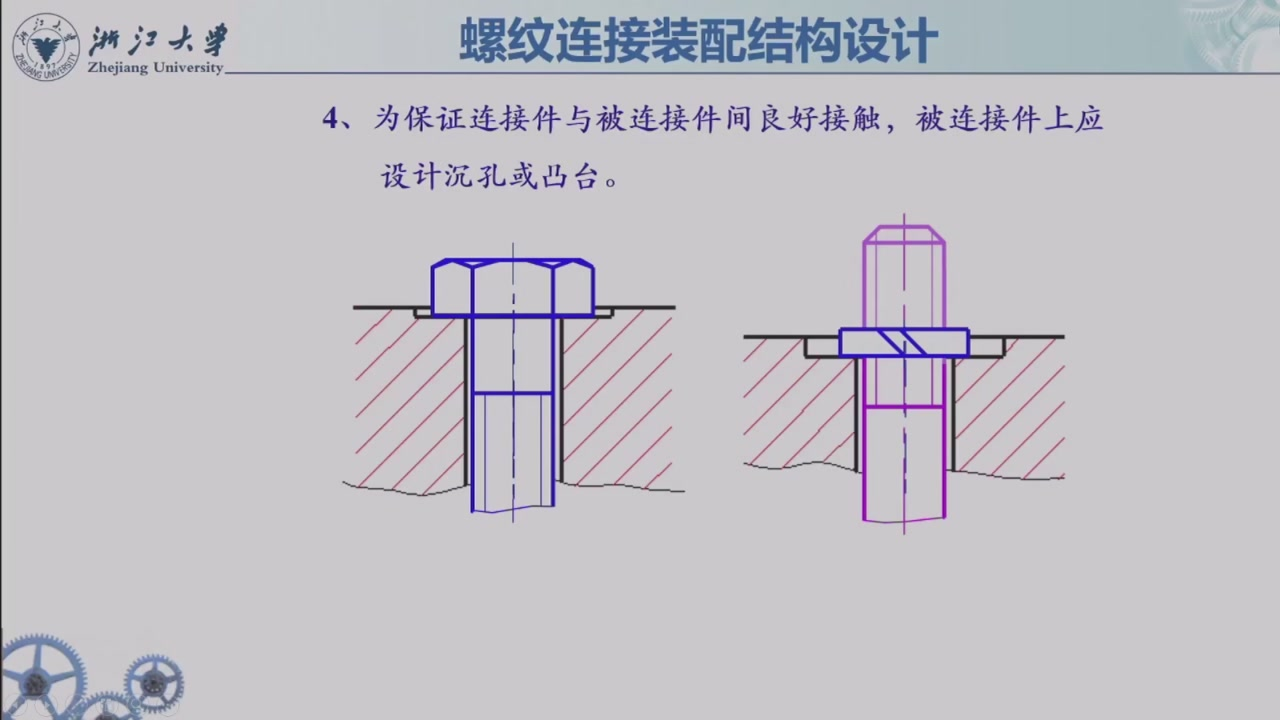 浙江大学
Zhejiang University
螺纹连接装配结构设计
4、为保证连接件与被连接件间良好接触，被连接件上应
设计沉孔或凸台。